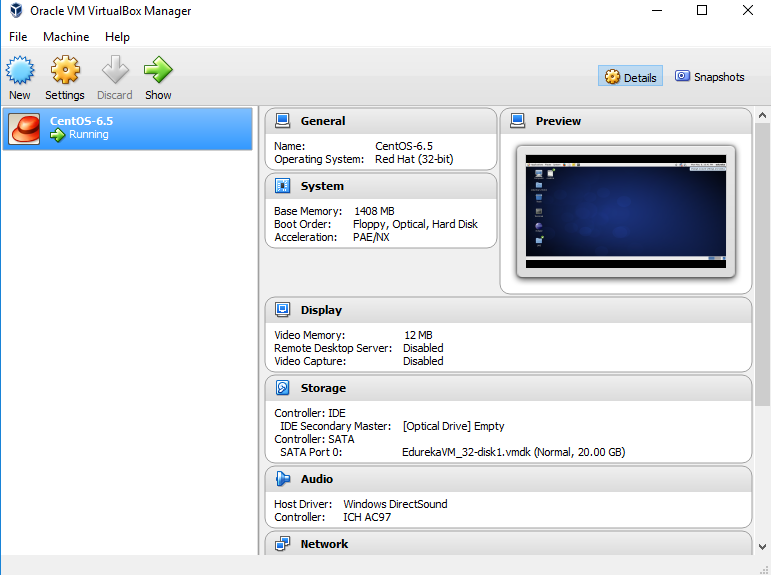 Oracle VM VirtualBox Manager
File Machine Help
New Settings Discard Show
Details Snapshots
CentOS-6.5
Running
General
Name: CentOS-6.5
Operating System: Red Hat (32-bit)
System
Base Memory: 1408 MB
Boot Order: Floppy, Optical, Hard Disk
Acceleration: PAE/NX
Preview
Display
Video Memory: 12 MB
Remote Desktop Server: Disabled
Video Capture: Disabled
Storage
Controller: IDE
IDE Secondary Master: [Optical Drive] Empty
Controller: SATA
SATA Port 0: EdurekaVM_32-disk1.vmdk (Normal, 20.00 GB)
Audio
Host Driver: Windows DirectSound
Controller: ICH AC97
Network